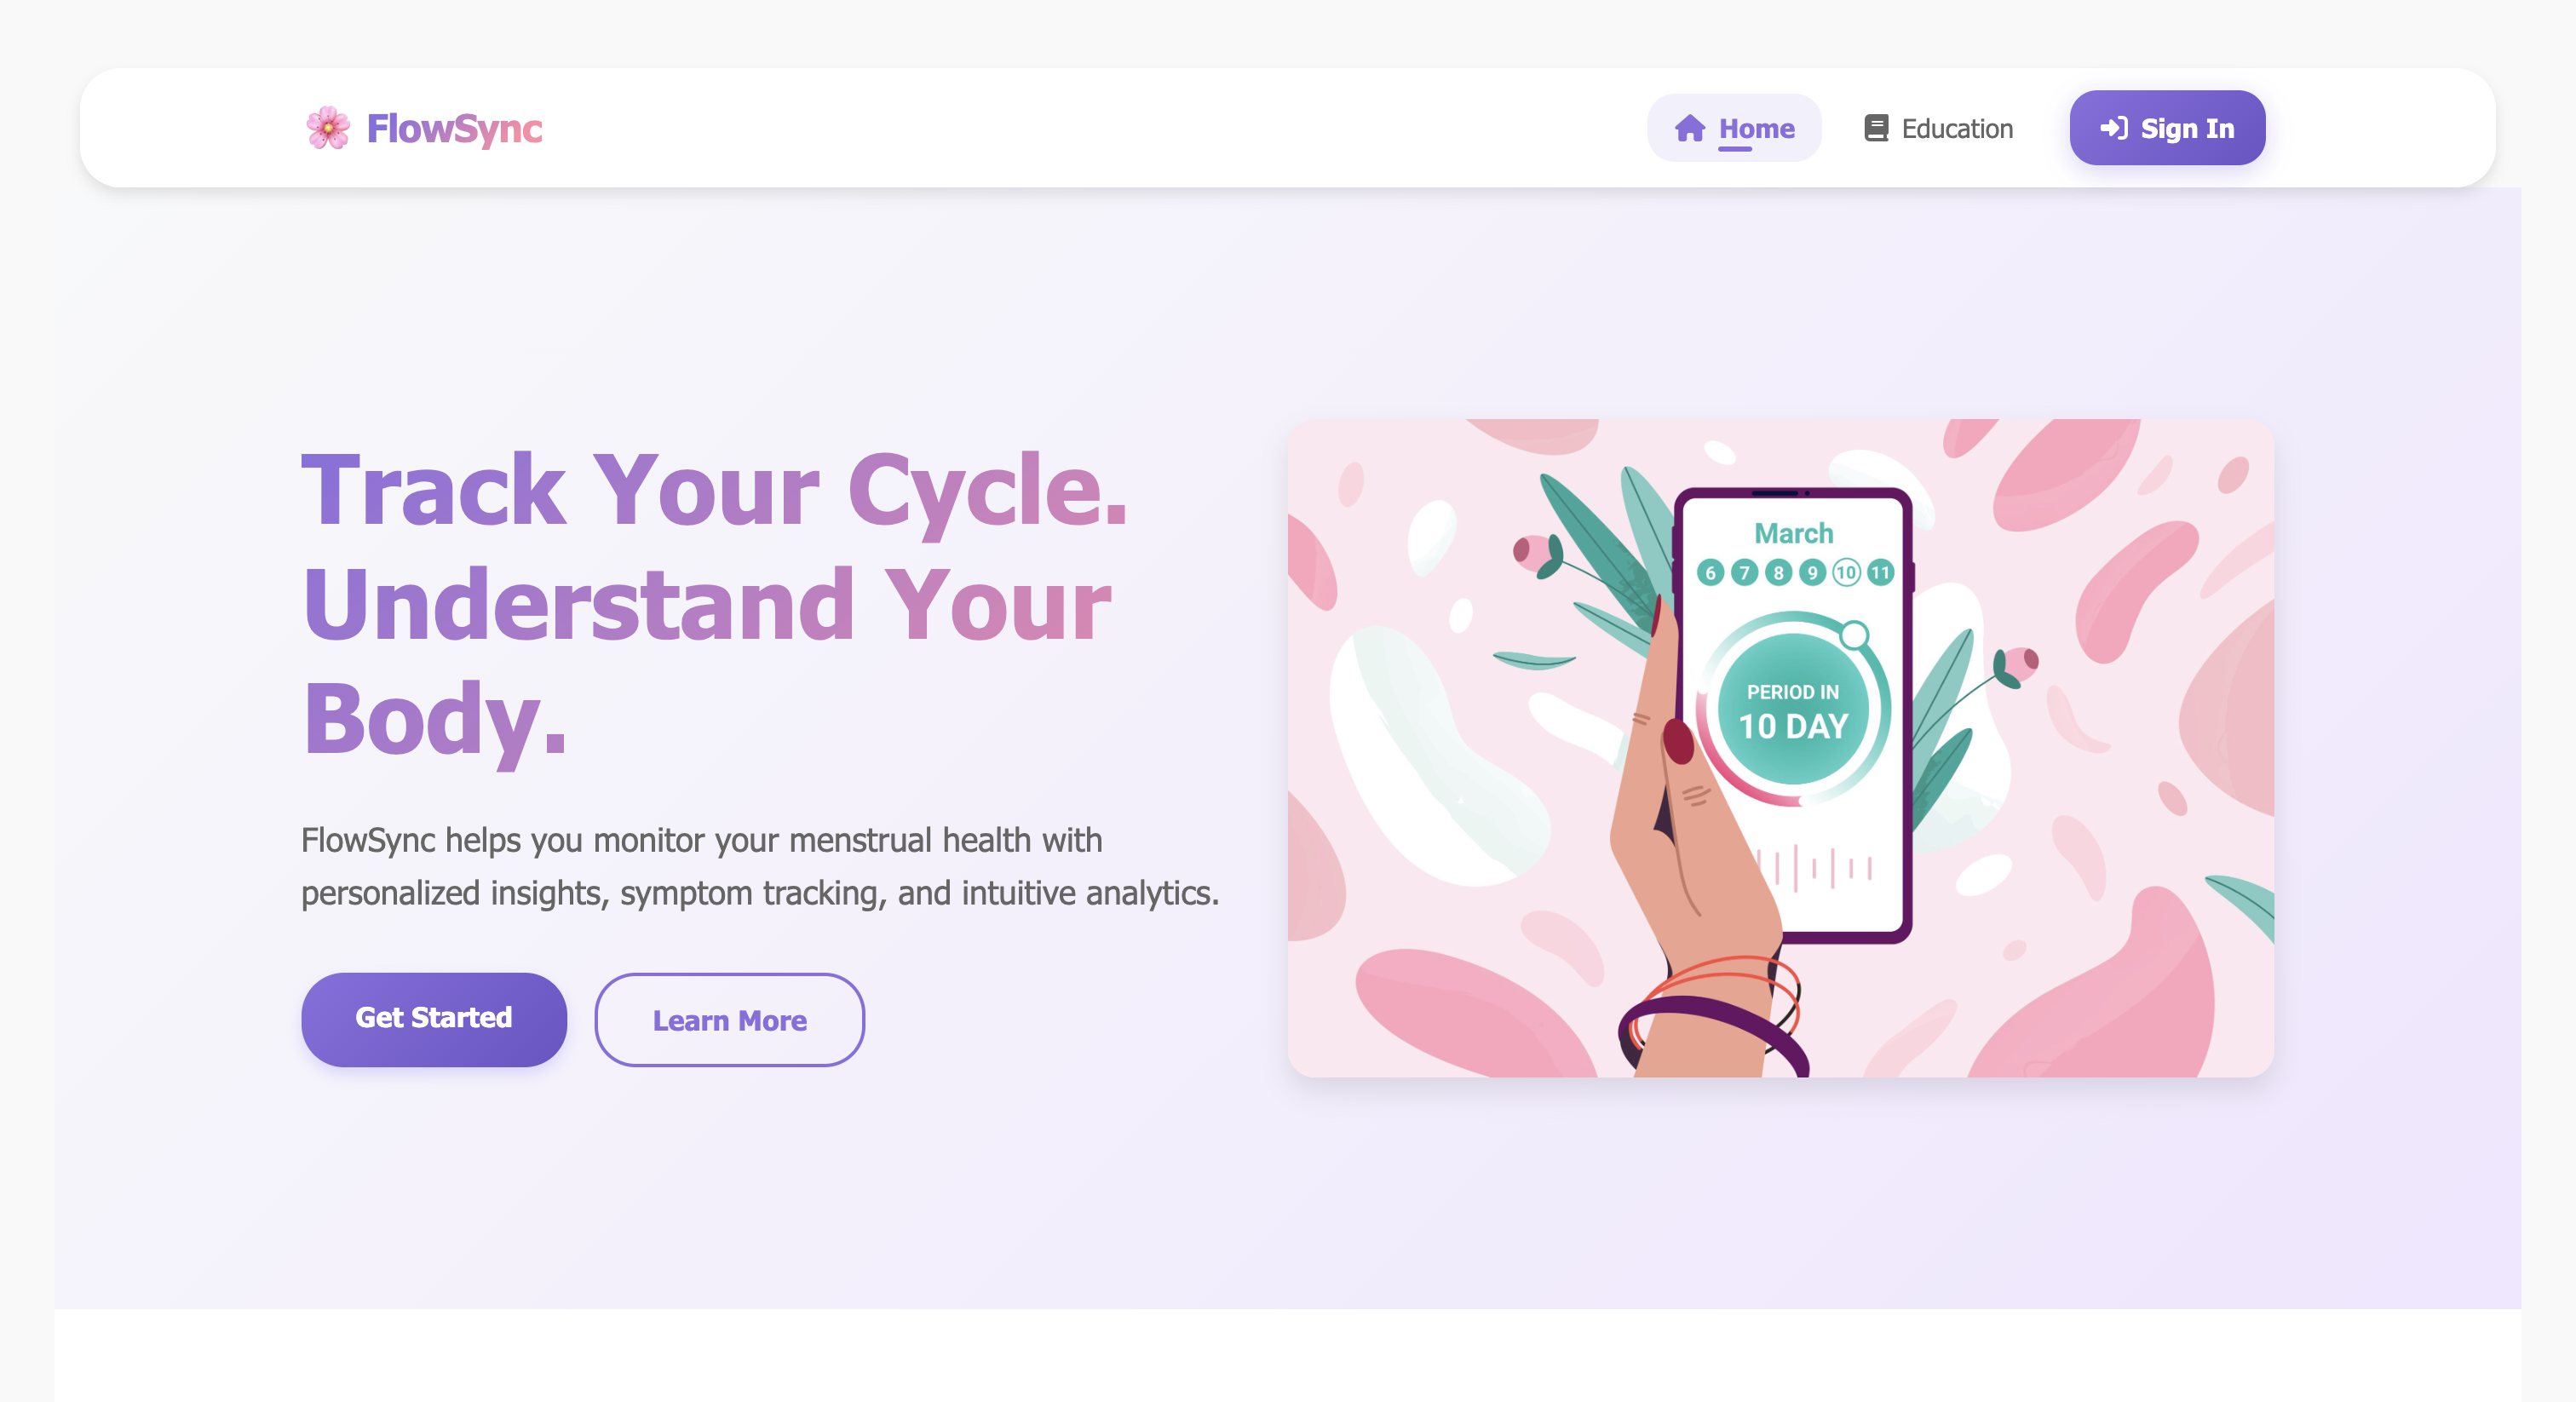 FlowSync
Home
Education
Sign In
Track Your Cycle.
Understand Your
Body.
FlowSync helps you monitor your menstrual health with
personalized insights, symptom tracking, and intuitive analytics.
Get Started
Learn More
March
6 7 8 9 10 11
PERIOD IN
10 DAY